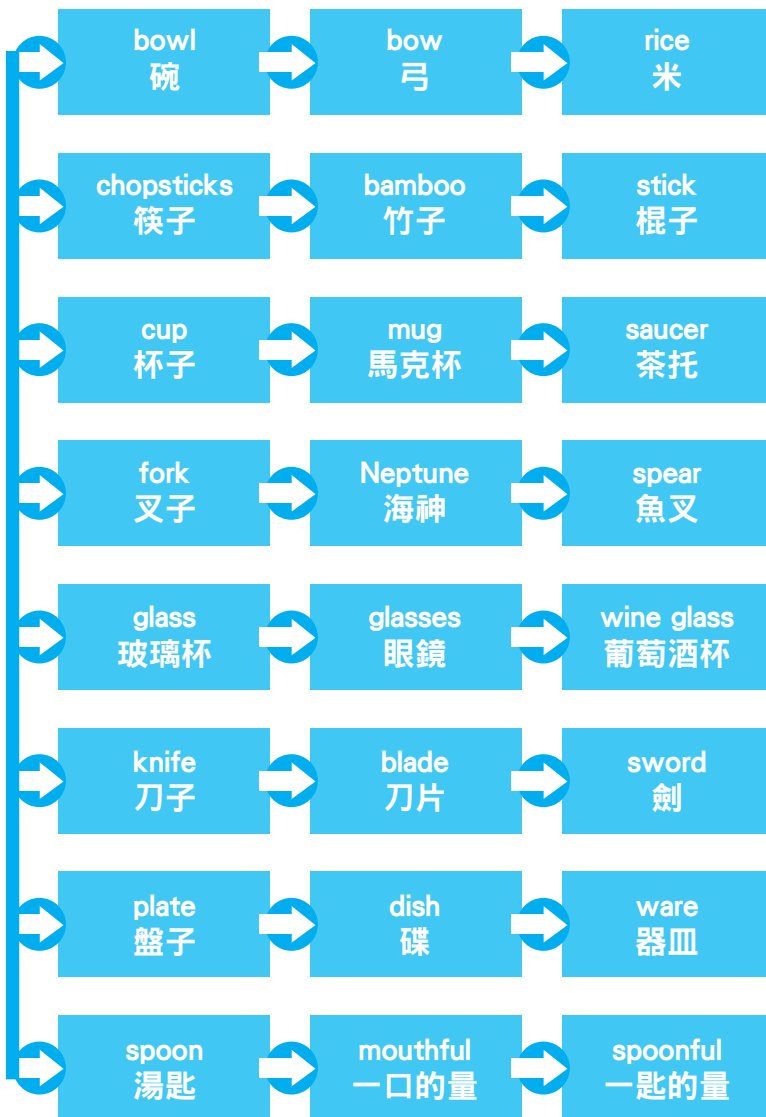 bowl
碗
bow
弓
rice
米
chopsticks
筷子
bamboo
竹子
stick
棍子
cup
杯子
mug
馬克杯
saucer
茶托
fork
叉子
Neptune
海神
spear
魚叉
glass
玻璃杯
glasses
眼鏡
wine glass
葡萄酒杯
knife
刀子
blade
刀片
sword
劍
plate
盤子
dish
碟
ware
器皿
spoon
湯匙
mouthful
一口的量
spoonful
一匙的量